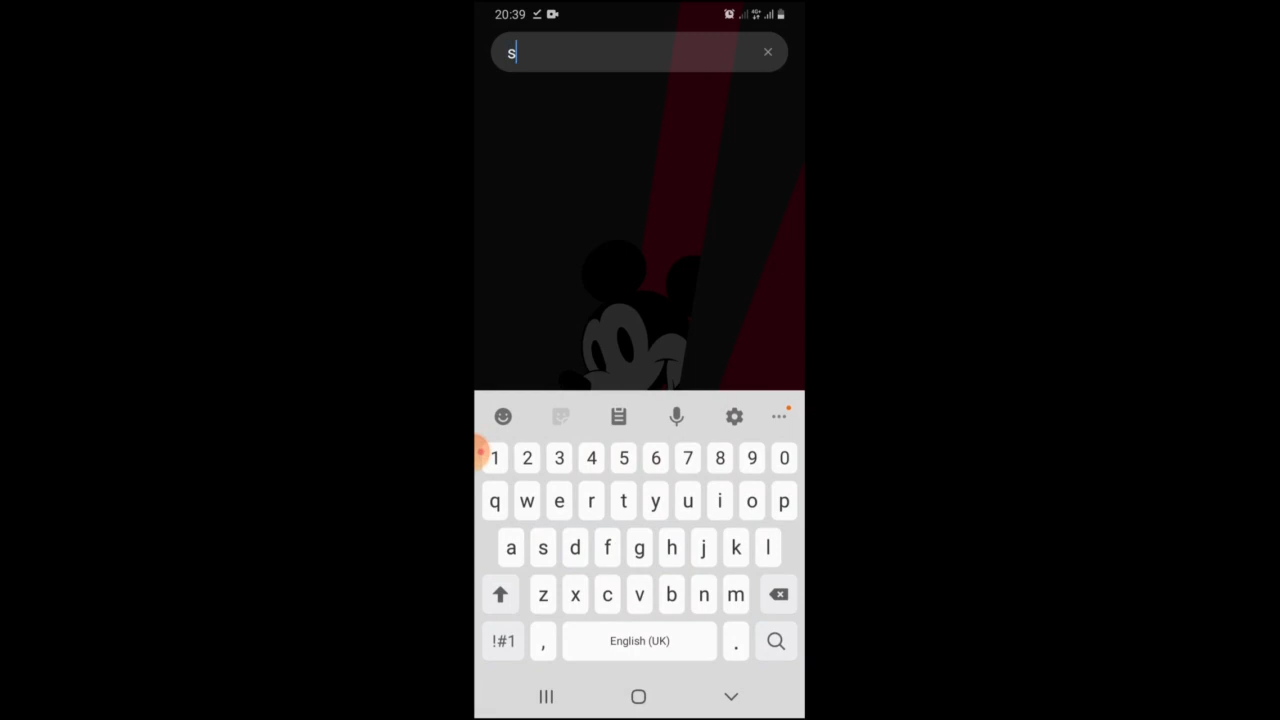 20:39
s
1 2 3 4 5 6 7 8 9 0
q w e r t y u i o p
a s d f g h j k l
z x c v b n m
!#1 , English (UK) .